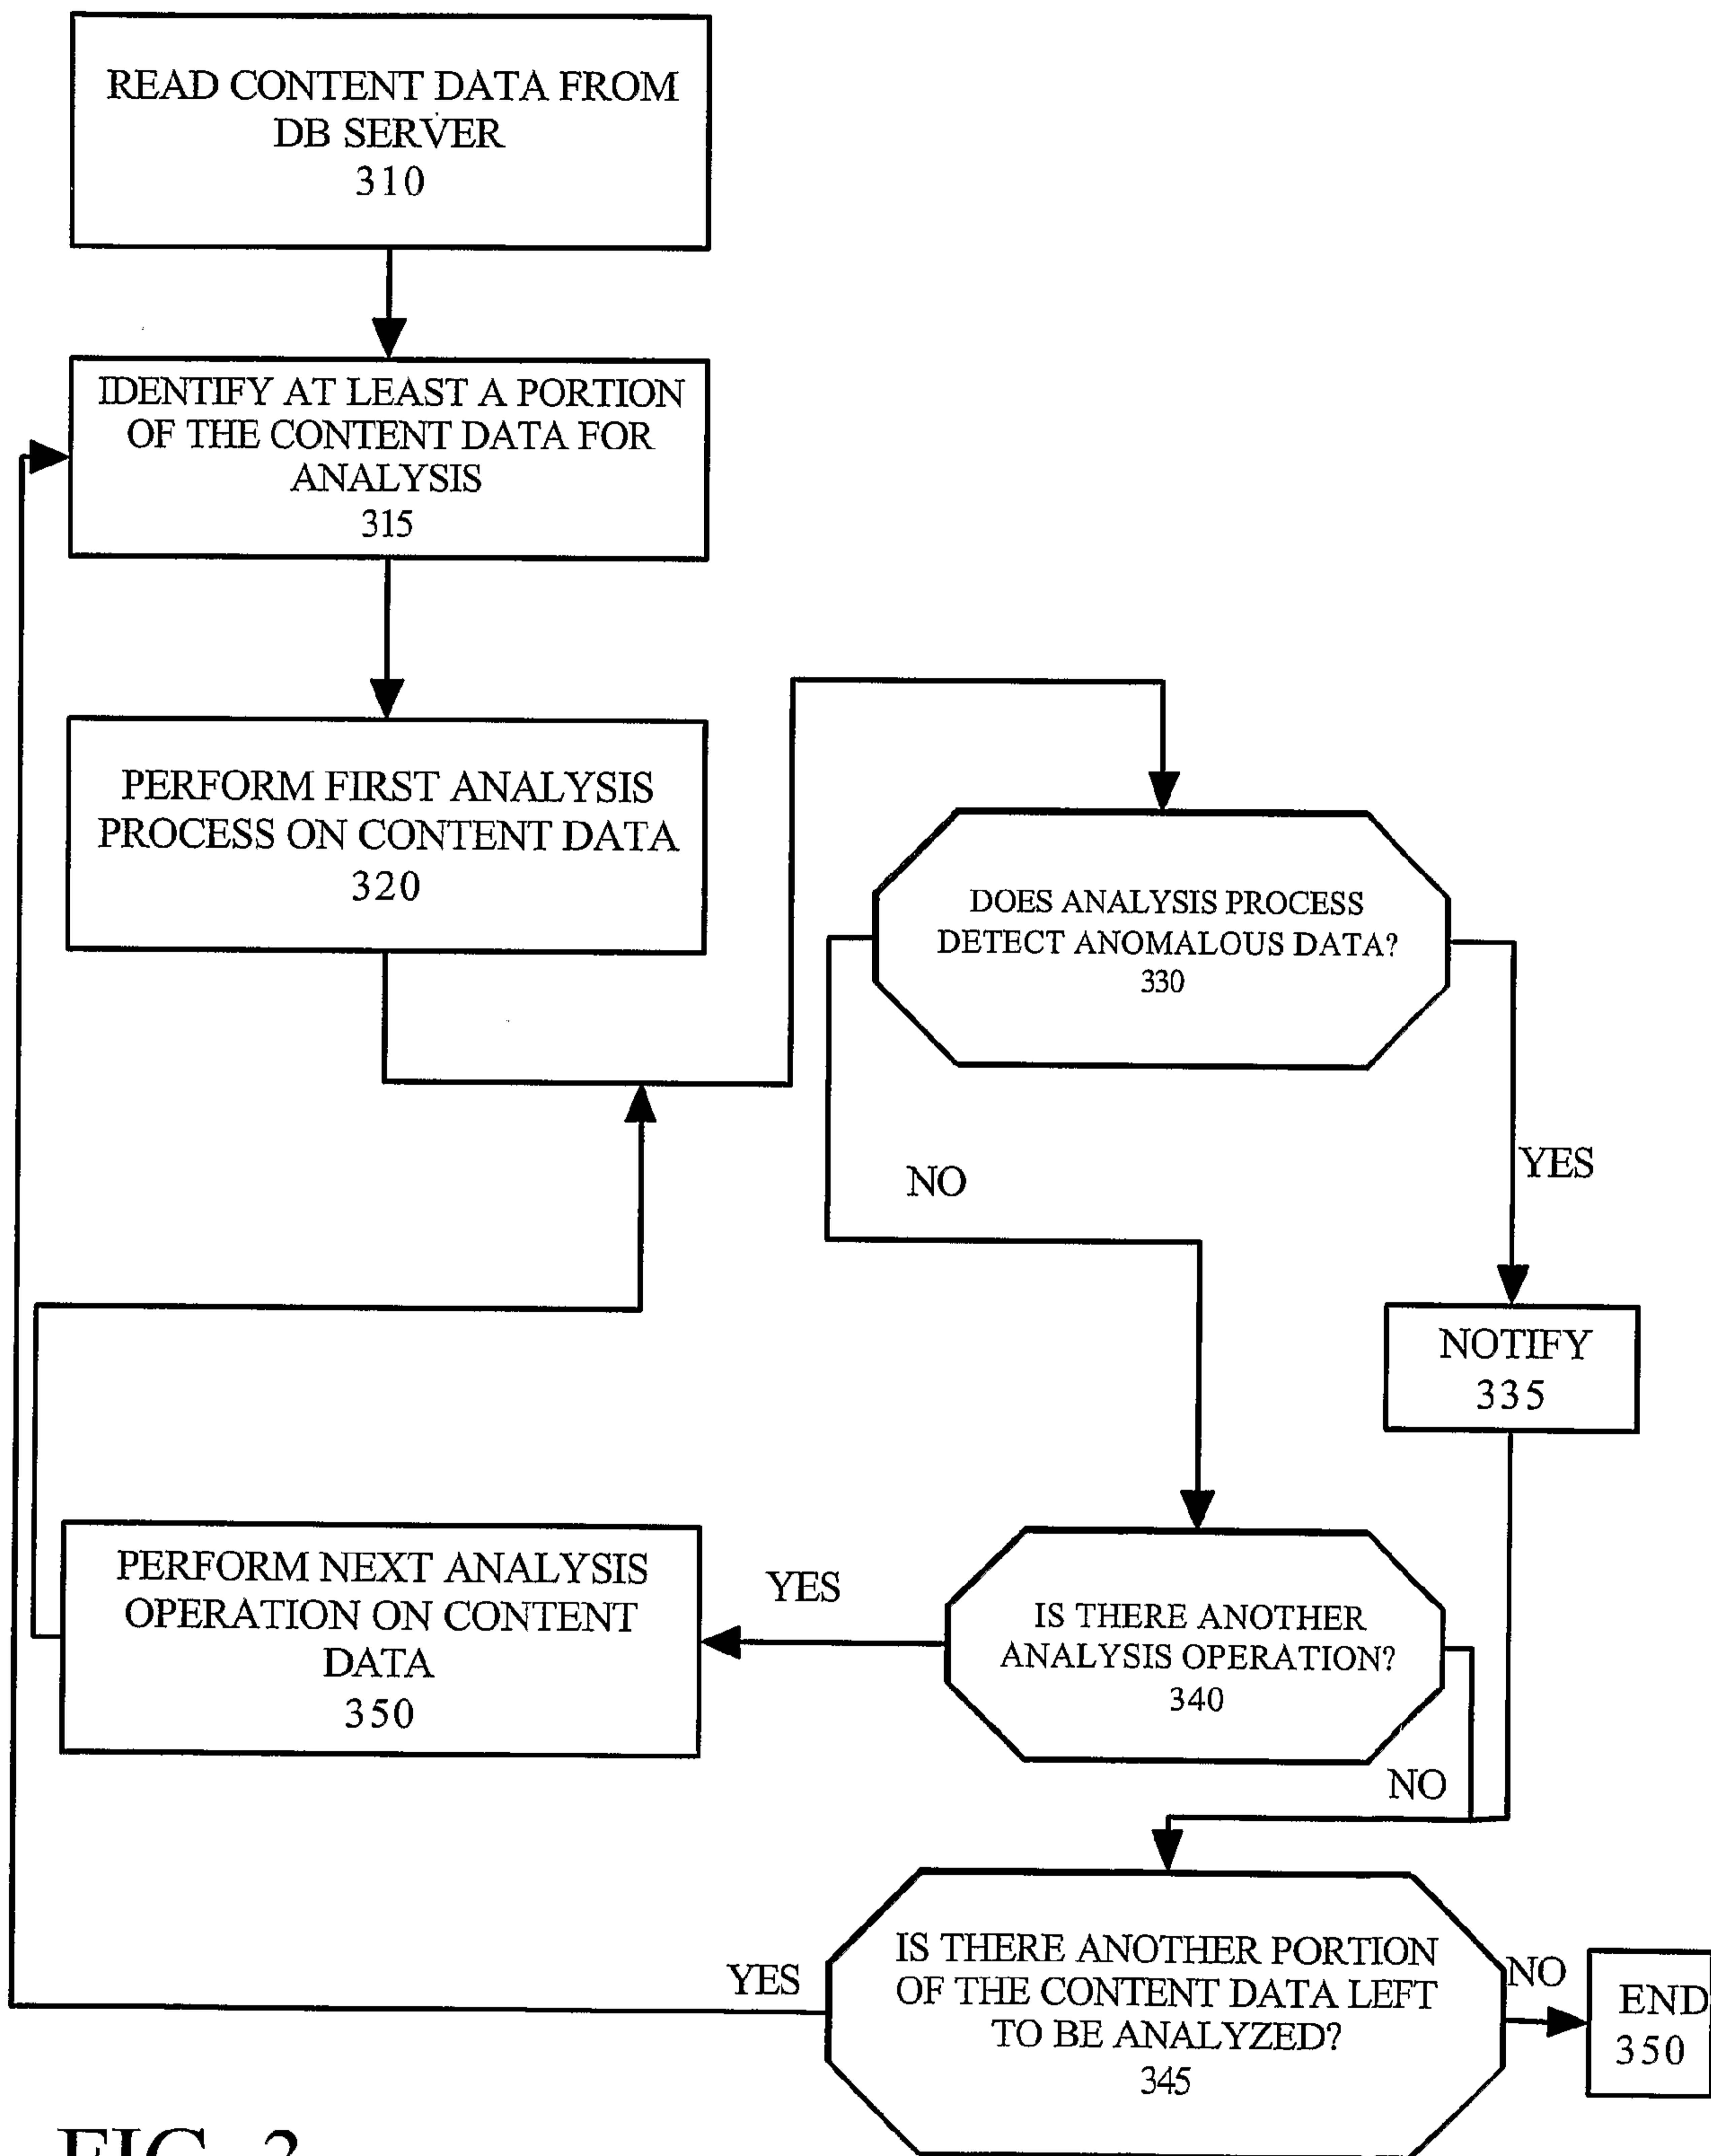 READ CONTENT DATA FROM
DB SERVER
310
IDENTIFY AT LEAST A PORTION
OF THE CONTENT DATA FOR
ANALYSIS
315
PERFORM FIRST ANALYSIS
PROCESS ON CONTENT DATA
320
DOES ANALYSIS PROCESS
DETECT ANOMALOUS DATA?
330
NO
YES
NOTIFY
335
PERFORM NEXT ANALYSIS
OPERATION ON CONTENT
DATA
350
YES
IS THERE ANOTHER
ANALYSIS OPERATION?
340
NO
IS THERE ANOTHER PORTION
OF THE CONTENT DATA LEFT
TO BE ANALYZED?
345
YES
NO
END
350
FIG. 3